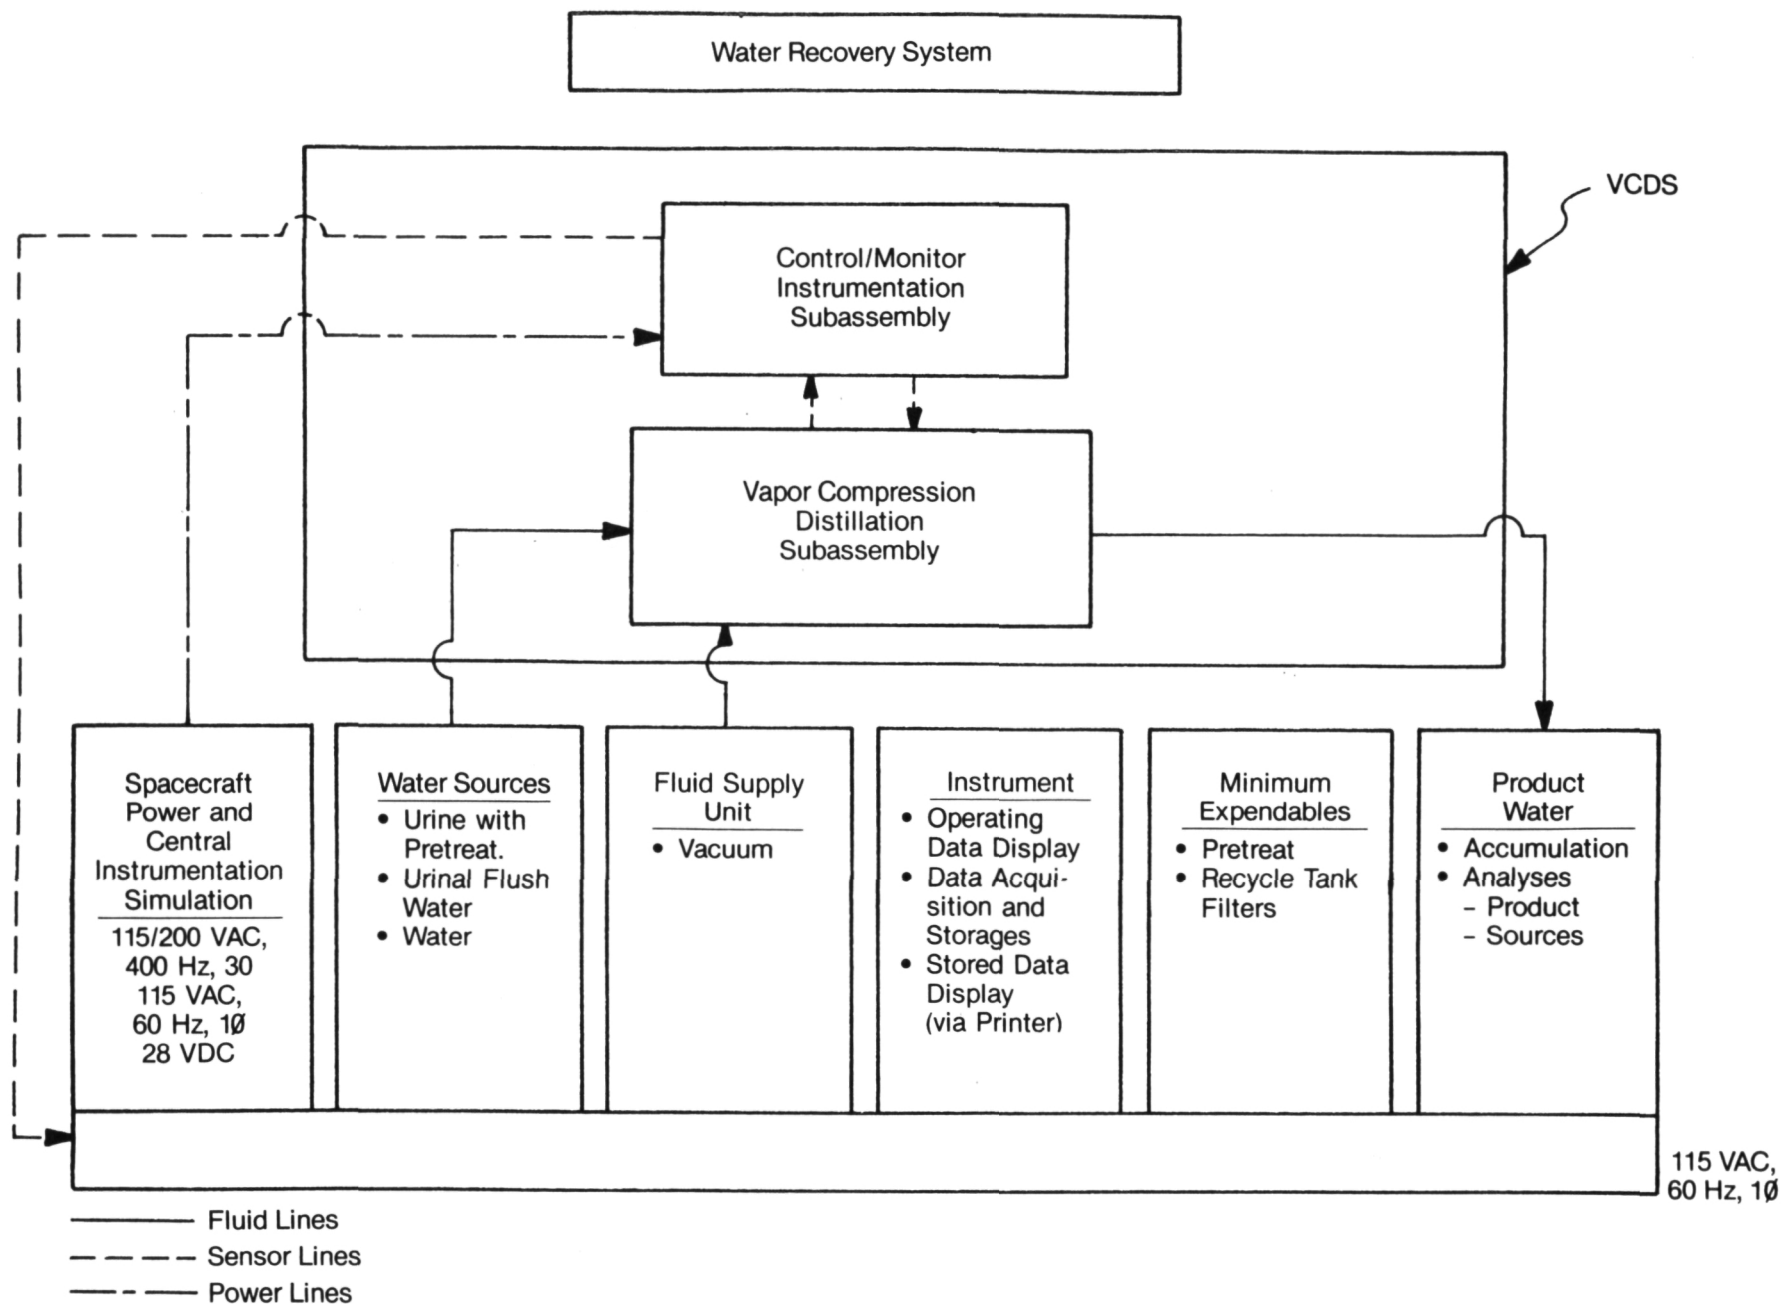 Water Recovery System
VCDS
Control/Monitor
Instrumentation
Subassembly
Vapor Compression
Distillation
Subassembly
Spacecraft
Power and
Central
Instrumentation
Simulation
115/200 VAC,
400 Hz, 30
115 VAC,
60 Hz, 1Ø
28 VDC
Water Sources
• Urine with
Pretreat.
• Urinal Flush
Water
• Water
Fluid Supply
Unit
• Vacuum
Instrument
• Operating
Data Display
• Data Acqui-
sition and
Storages
• Stored Data
Display
(via Printer)
Minimum
Expendables
• Pretreat
• Recycle Tank
Filters
Product
Water
• Accumulation
• Analyses
– Product
– Sources
115 VAC,
60 Hz, 1Ø
Fluid Lines
Sensor Lines
Power Lines